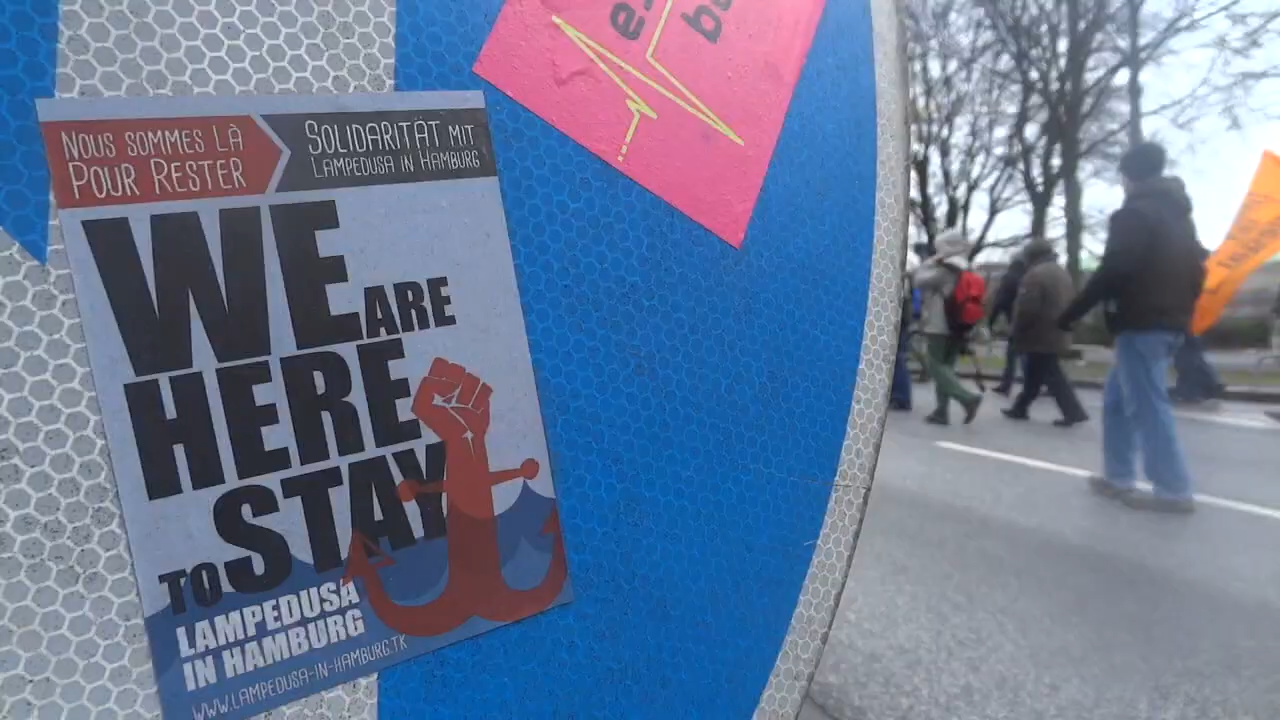 NOUS SOMMES LÀ
POUR RESTER
SOLIDARITÄT MIT
LAMPEDUSA IN HAMBURG
WE ARE
HERE
TO STAY
LAMPEDUSA
IN HAMBURG
WWW.LAMPEDUSA-IN-HAMBURG.TK